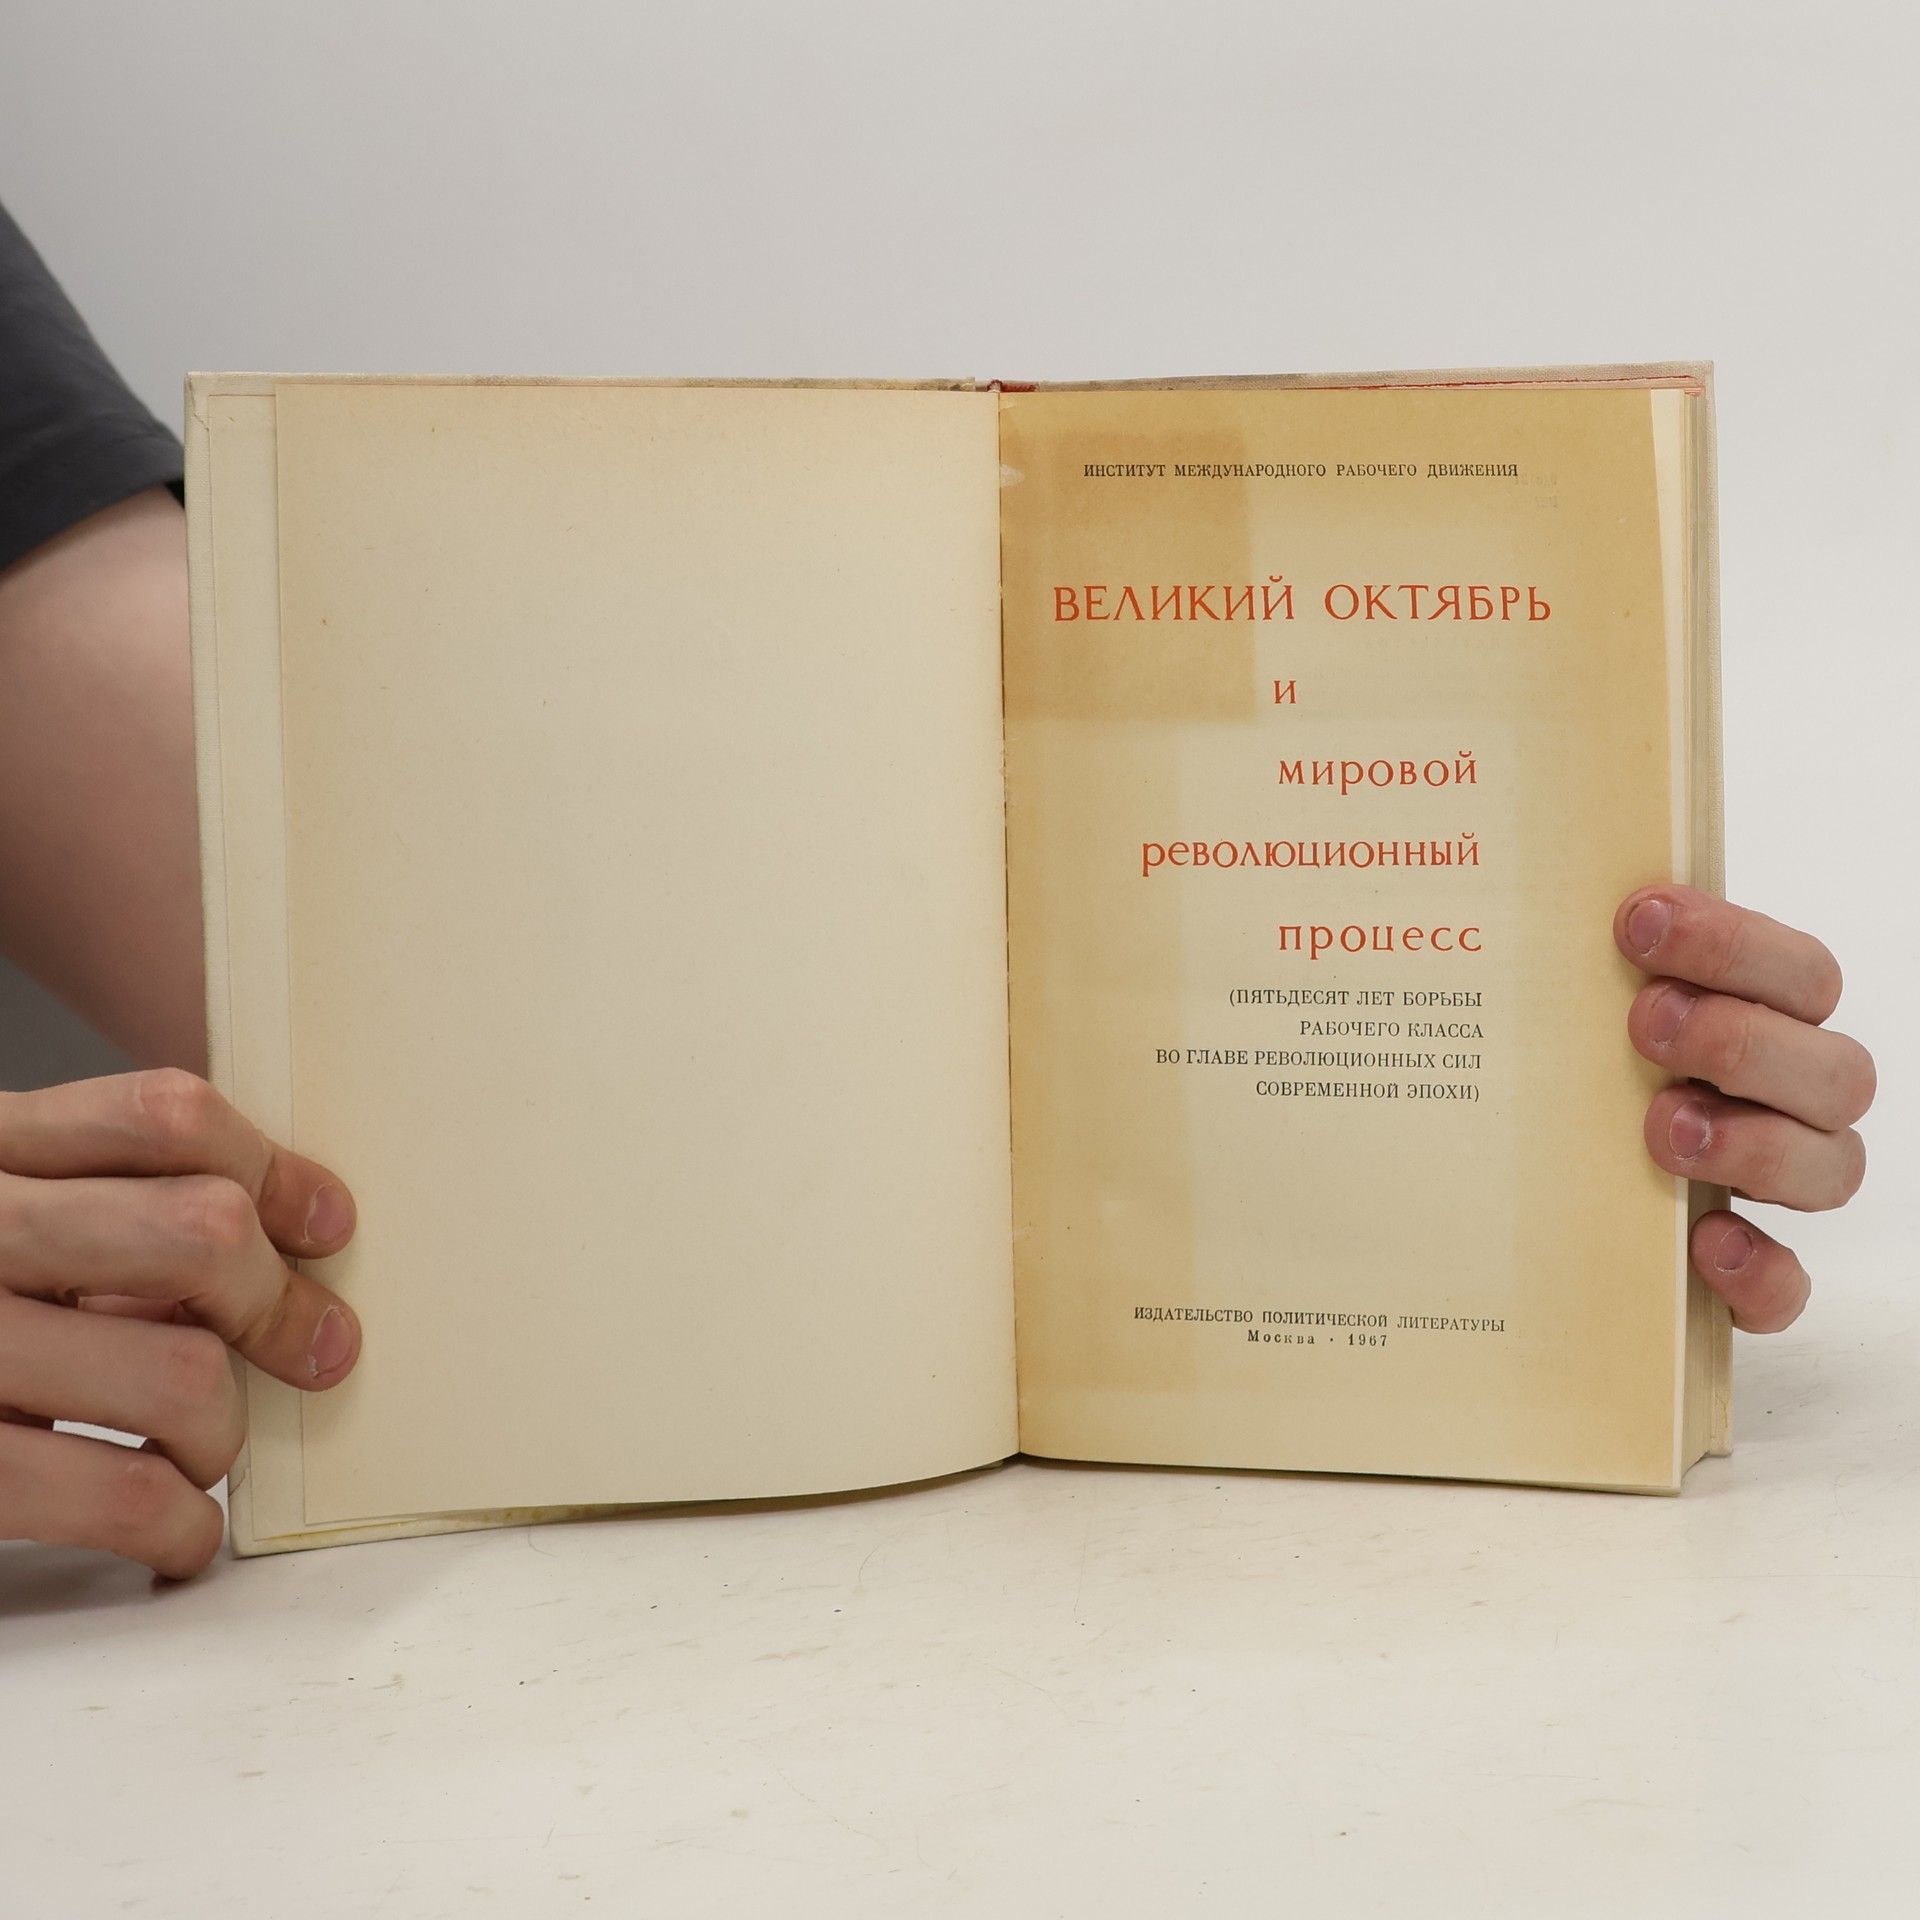 ИНСТИТУТ МЕЖДУНАРОДНОГО РАБОЧЕГО ДВИЖЕНИЯ
ВЕЛИКИЙ ОКТЯБРЬ
и
мировой
революционный
процесс
(ПЯТЬДЕСЯТ ЛЕТ БОРЬБЫ
РАБОЧЕГО КЛАССА
ВО ГЛАВЕ РЕВОЛЮЦИОННЫХ СИЛ
СОВРЕМЕННОЙ ЭПОХИ)
ИЗДАТЕЛЬСТВО ПОЛИТИЧЕСКОЙ ЛИТЕРАТУРЫ
Москва · 1967